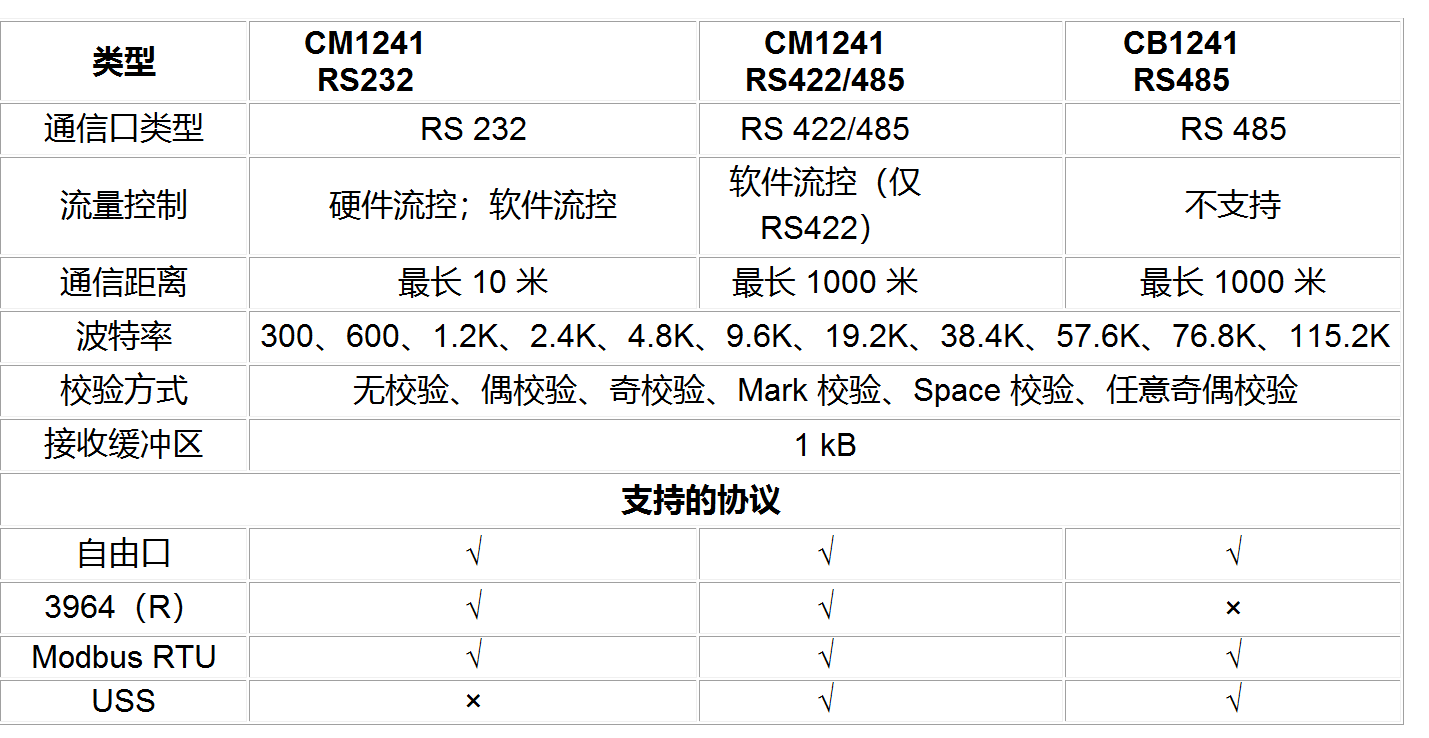 类型 CM1241 RS232 CM1241 RS422/485 CB1241 RS485
通信口类型 RS 232 RS 422/485 RS 485
流量控制 硬件流控；软件流控 软件流控（仅 RS422） 不支持
通信距离 最长 10 米 最长 1000 米 最长 1000 米
波特率 300、600、1.2K、2.4K、4.8K、9.6K、19.2K、38.4K、57.6K、76.8K、115.2K
校验方式 无校验、偶校验、奇校验、Mark 校验、Space 校验、任意奇偶校验
接收缓冲区 1 kB
支持的协议
自由口 √ √ √
3964（R） √ √ ×
Modbus RTU √ √ √
USS × √ √